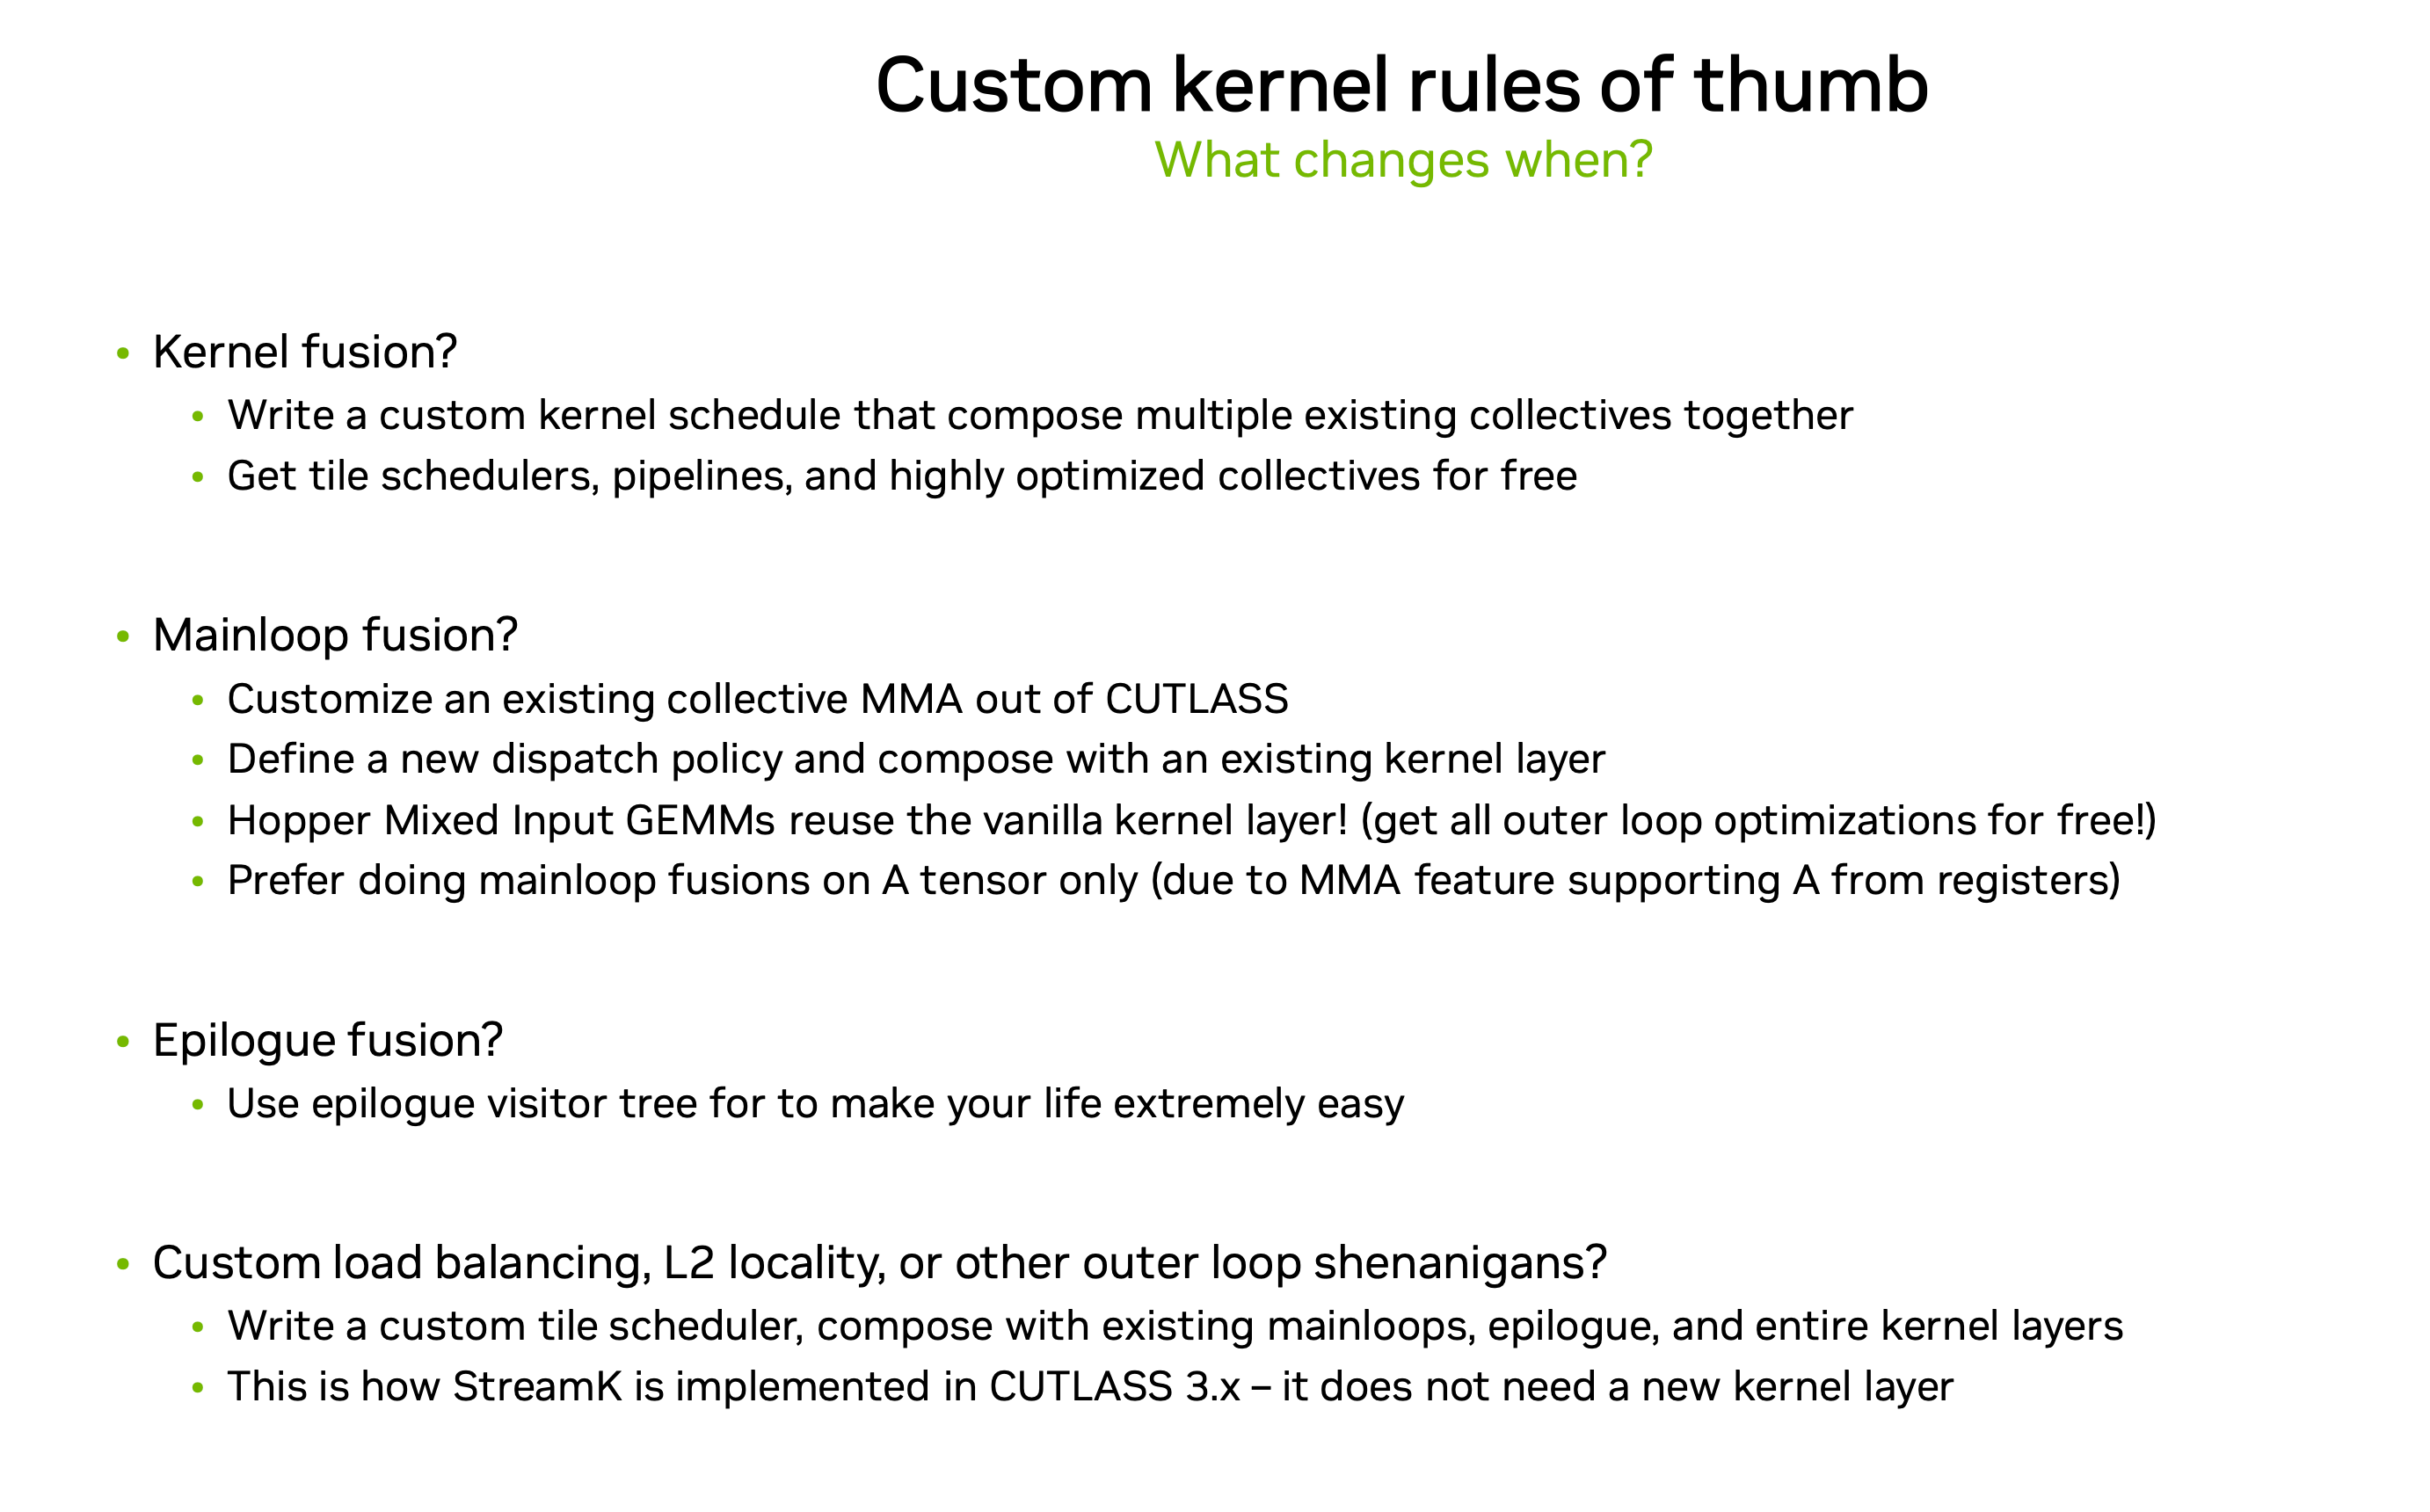 Custom kernel rules of thumb
What changes when?
• Kernel fusion?
• Write a custom kernel schedule that compose multiple existing collectives together
• Get tile schedulers, pipelines, and highly optimized collectives for free
• Mainloop fusion?
• Customize an existing collective MMA out of CUTLASS
• Define a new dispatch policy and compose with an existing kernel layer
• Hopper Mixed Input GEMMs reuse the vanilla kernel layer! (get all outer loop optimizations for free!)
• Prefer doing mainloop fusions on A tensor only (due to MMA feature supporting A from registers)
• Epilogue fusion?
• Use epilogue visitor tree for to make your life extremely easy
• Custom load balancing, L2 locality, or other outer loop shenanigans?
• Write a custom tile scheduler, compose with existing mainloops, epilogue, and entire kernel layers
• This is how StreamK is implemented in CUTLASS 3.x – it does not need a new kernel layer